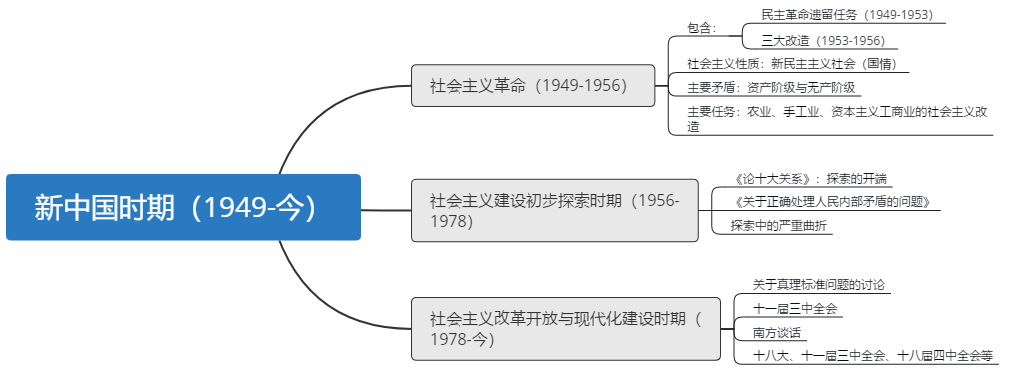 新中国时期（1949-今）
社会主义革命（1949-1956）
包含：
民主革命遗留任务（1949-1953）
三大改造（1953-1956）
社会主义性质：新民主主义社会（国情）
主要矛盾：资产阶级与无产阶级
主要任务：农业、手工业、资本主义工商业的社会主义改
造
社会主义建设初步探索时期（1956-
1978）
《论十大关系》：探索的开端
《关于正确处理人民内部矛盾的问题》
探索中的严重曲折
社会主义改革开放与现代化建设时期（
1978-今）
关于真理标准问题的讨论
十一届三中全会
南方谈话
十八大、十一届三中全会、十八届四中全会等